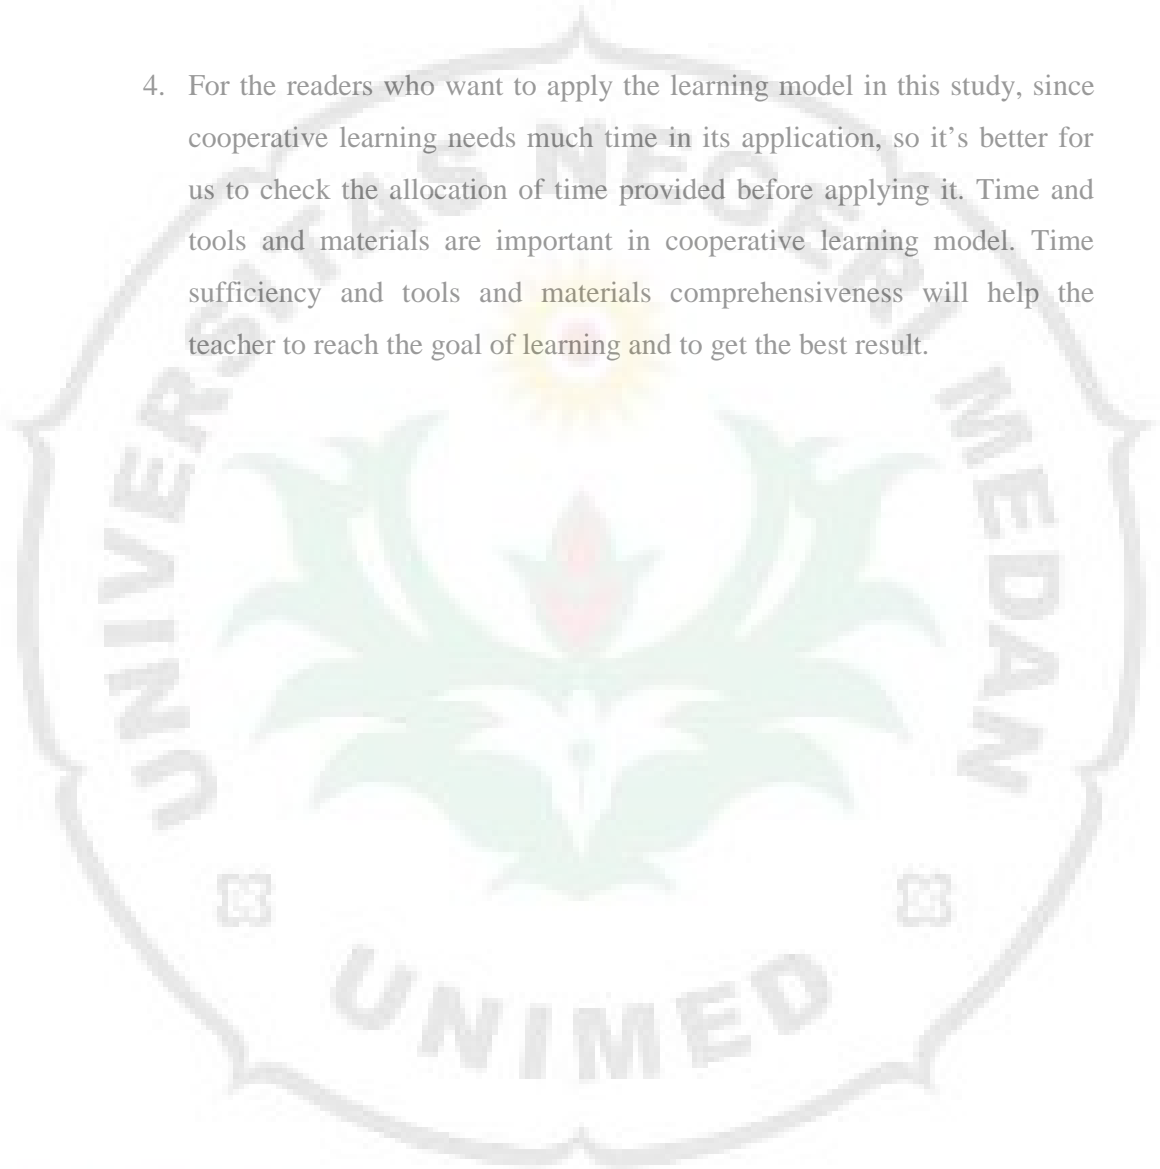 4. For the readers who want to apply the learning model in this study, since
cooperative learning needs much time in its application, so it’s better for
us to check the allocation of time provided before applying it. Time and
tools and materials are important in cooperative learning model. Time
sufficiency and tools and materials comprehensiveness will help the
teacher to reach the goal of learning and to get the best result.
UNIVERSITAS NEGERI MEDAN
UNIMED